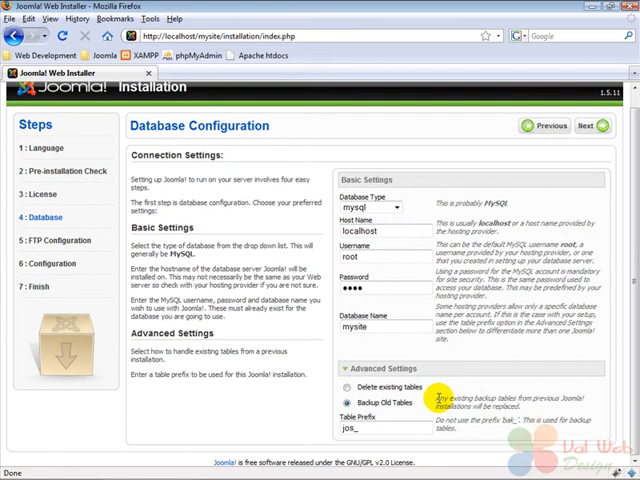 Joomla! Web Installer - Mozilla Firefox
File Edit View History Bookmarks Tools Help
http://localhost/mysite/installation/index.php
Google
Web Development Joomla XAMPP phpMyAdmin Apache htdocs
Joomla! Web Installer
Joomla! Installation
1.5.11
Steps
1 : Language
2 : Pre-installation Check
3 : License
4 : Database
5 : FTP Configuration
6 : Configuration
7 : Finish
Database Configuration
Previous
Next
Connection Settings:
Setting up Joomla! to run on your server involves four easy
steps.
The first step is database configuration. Choose your preferred
settings:
Basic Settings
Select the type of database from the drop down list. This will
generally be MySQL.
Enter the hostname of the database server Joomla! will be
installed on. This may not necessarily be the same as your Web
server so check with your hosting provider if you are not sure.
Enter the MySQL username, password and database name you
wish to use with Joomla!. These must already exist for the
database you are going to use.
Advanced Settings
Select how to handle existing tables from a previous
installation.
Enter a table prefix to be used for this Joomla! installation.
Basic Settings
Database Type
mysql
This is probably MySQL
Host Name
localhost
This is usually localhost or a host name provided by
the hosting provider.
Username
root
This can be the default MySQL username root, a
username provided by your hosting provider, or one
that you created in setting up your database server.
Password
••••
Using a password for the MySQL account is mandatory
for site security. This is the same password used to
access your database. This may be predefined by your
hosting provider.
Database Name
mysite
Some hosting providers allow only a specific database
name per account. If this is the case with your setup,
use the table prefix option in the Advanced Settings
section below to differentiate more than one Joomla!
site.
Advanced Settings
Delete existing tables
Backup Old Tables
Any existing backup tables from previous Joomla!
installations will be replaced.
Table Prefix
jos_
Do not use the prefix 'bak_'. This is used for backup
tables.
Joomla! is free software released under the GNU/GPL v2.0 License.
Val Web
Design
Done